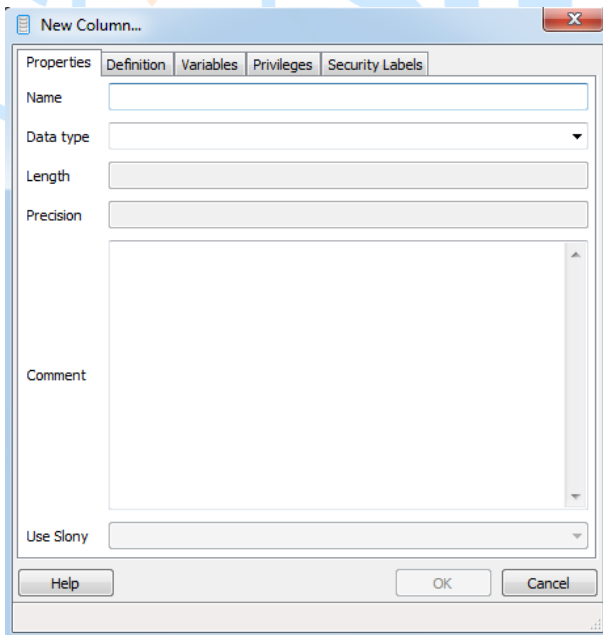 New Column...
Properties Definition Variables Privileges Security Labels
Name
Data type
Length
Precision
Comment
Use Slony
Help OK Cancel